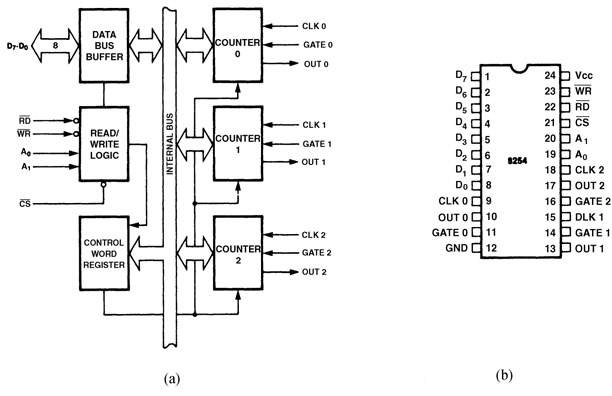 DATA
BUS
BUFFER
D7-D0
8
COUNTER
0
CLK 0
GATE 0
OUT 0
READ/
WRITE
LOGIC
RD
WR
A0
A1
CS
INTERNAL BUS
COUNTER
1
CLK 1
GATE 1
OUT 1
CONTROL
WORD
REGISTER
COUNTER
2
CLK 2
GATE 2
OUT 2
(a)
8254
D7 1 24 Vcc
D6 2 23 WR
D5 3 22 RD
D4 4 21 CS
D3 5 20 A1
D2 6 19 A0
D1 7 18 CLK 2
D0 8 17 OUT 2
CLK 0 9 16 GATE 2
OUT 0 10 15 DLK 1
GATE 0 11 14 GATE 1
GND 12 13 OUT 1
(b)